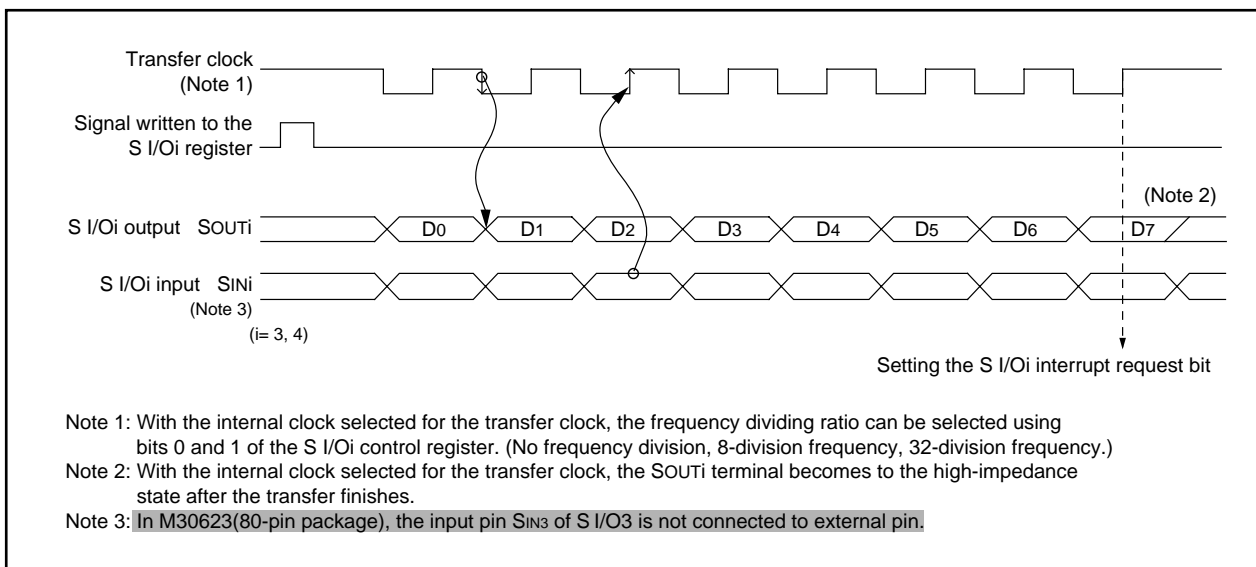 Transfer clock
(Note 1)
Signal written to the
S I/Oi register
(Note 2)
S I/Oi output SOUTi
D0 D1 D2 D3 D4 D5 D6 D7
S I/Oi input SINi
(Note 3)
(i= 3, 4)
Setting the S I/Oi interrupt request bit
Note 1: With the internal clock selected for the transfer clock, the frequency dividing ratio can be selected using
bits 0 and 1 of the S I/Oi control register. (No frequency division, 8-division frequency, 32-division frequency.)
Note 2: With the internal clock selected for the transfer clock, the SOUTi terminal becomes to the high-impedance
state after the transfer finishes.
Note 3: In M30623(80-pin package), the input pin SIN3 of S I/O3 is not connected to external pin.